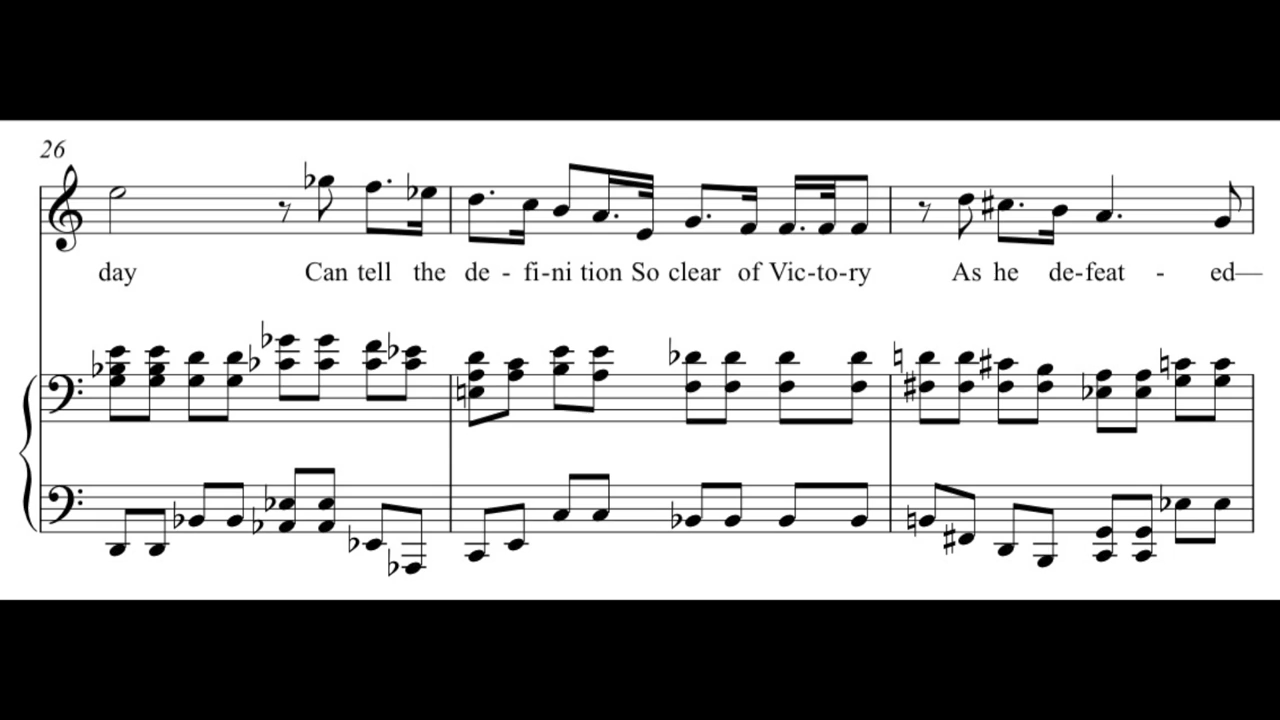 26
day Can tell the de - fi-ni tion So clear of Vic-to-ry As he de-feat - ed—